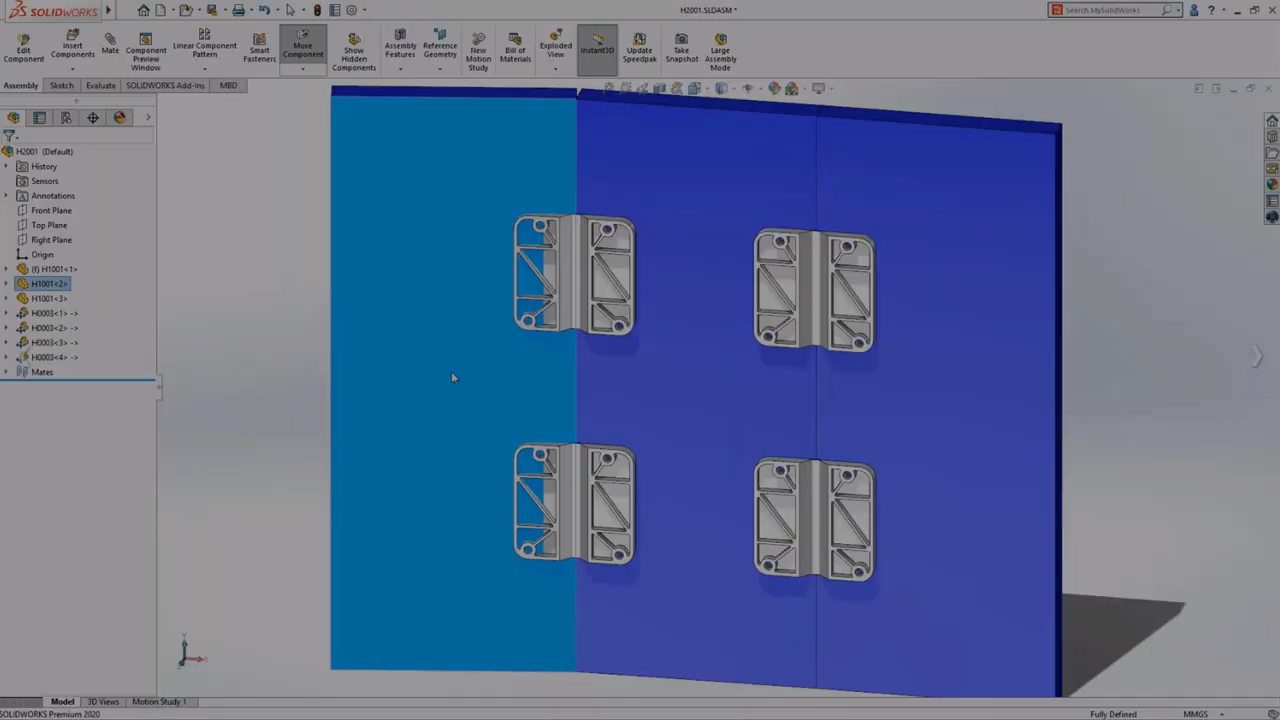 SOLIDWORKS
H2001.SLDASM *
Search MySolidWorks
Edit Component
Insert Components
Mate
Component Preview Window
Linear Component Pattern
Smart Fasteners
Move Component
Show Hidden Components
Assembly Features
Reference Geometry
New Motion Study
Bill of Materials
Exploded View
Instant3D
Update Speedpak
Take Snapshot
Large Assembly Mode
Assembly
Sketch
Evaluate
SOLIDWORKS Add-Ins
MBD
H2001 (Default)
History
Sensors
Annotations
Front Plane
Top Plane
Right Plane
Origin
(f) H1001<1>
H1001<2>
H1001<3>
H0003<1> ->
H0003<2> ->
H0003<3> ->
H0003<4> ->
Mates
Model
3D Views
Motion Study 1
SOLIDWORKS Premium 2020
Fully Defined
MMGS